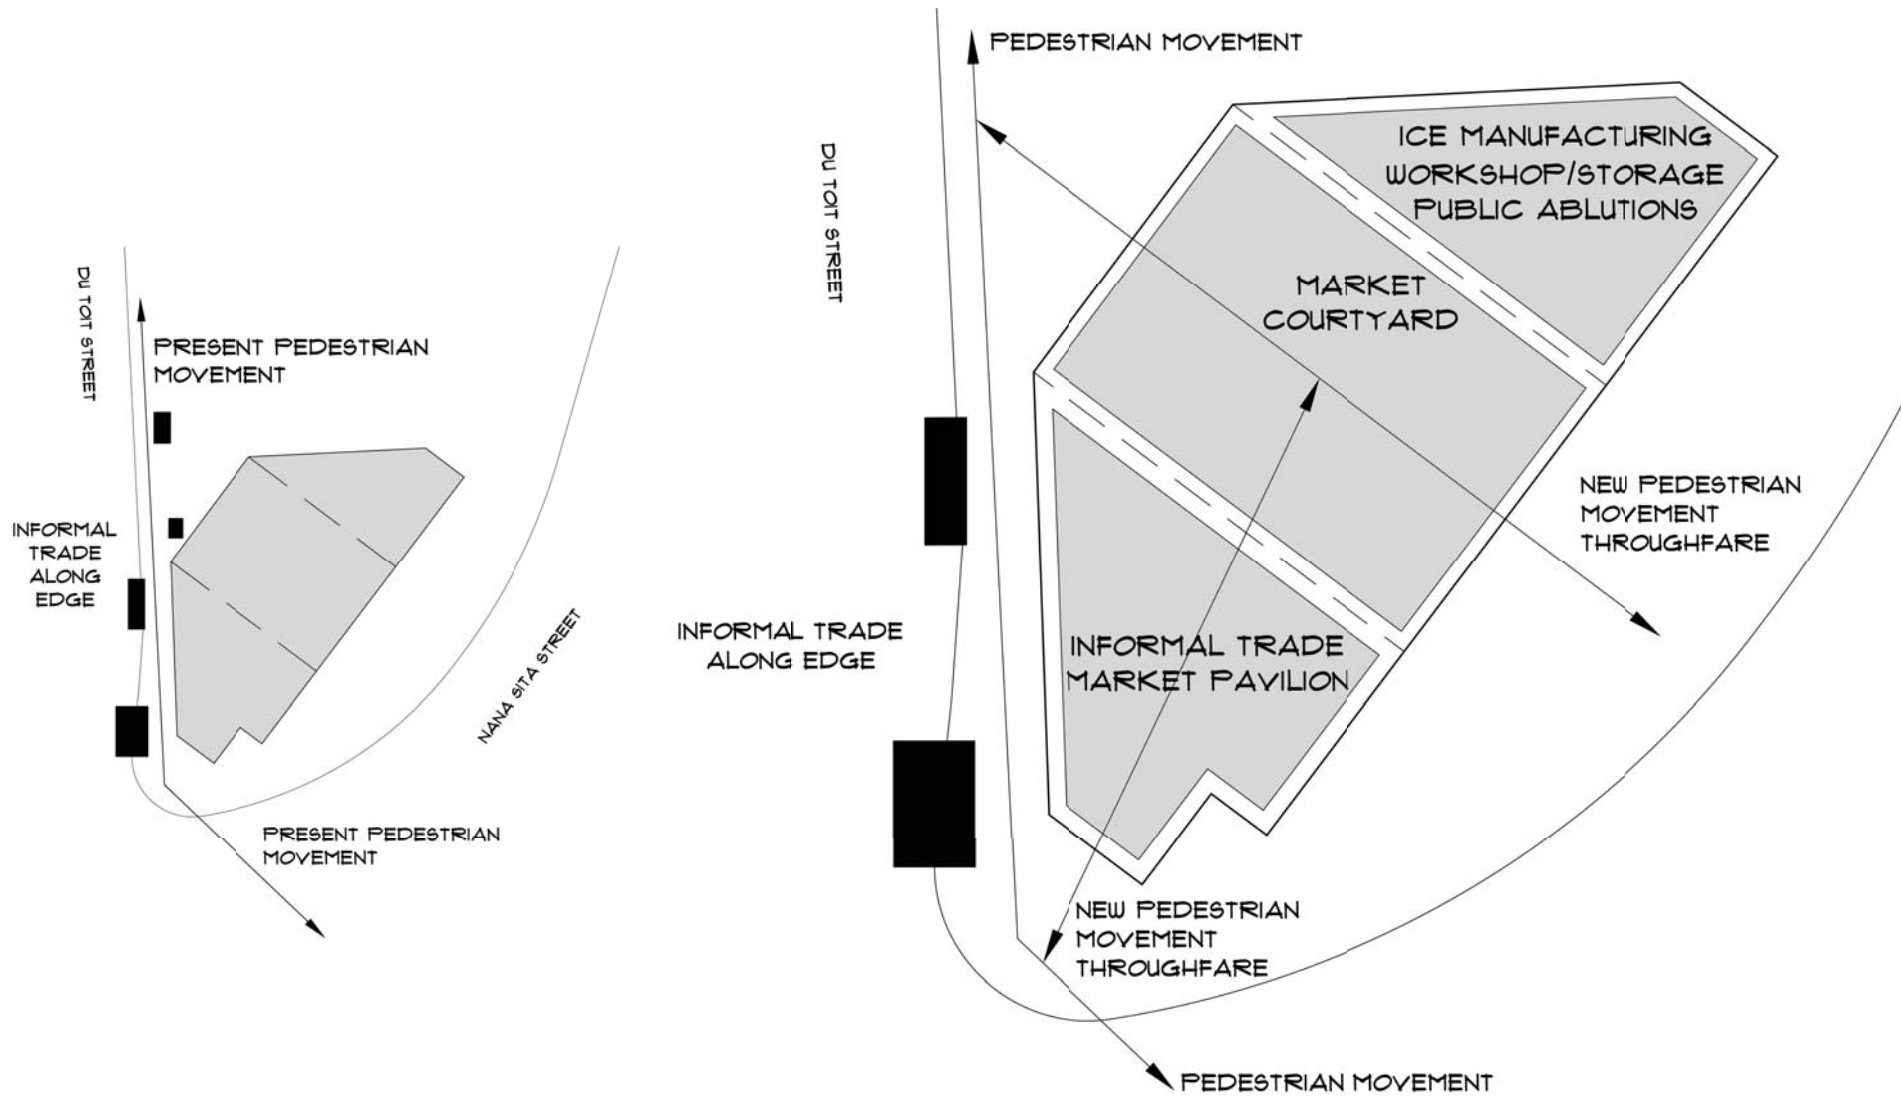 DU TOIT STREET
PRESENT PEDESTRIAN
MOVEMENT
INFORMAL
TRADE
ALONG
EDGE
NANA SITA STREET
PRESENT PEDESTRIAN
MOVEMENT
PEDESTRIAN MOVEMENT
DU TOIT STREET
ICE MANUFACTURING
WORKSHOP/STORAGE
PUBLIC ABLUTIONS
MARKET
COURTYARD
NEW PEDESTRIAN
MOVEMENT
THROUGHFARE
INFORMAL TRADE
ALONG EDGE
INFORMAL TRADE
MARKET PAVILION
NEW PEDESTRIAN
MOVEMENT
THROUGHFARE
PEDESTRIAN MOVEMENT